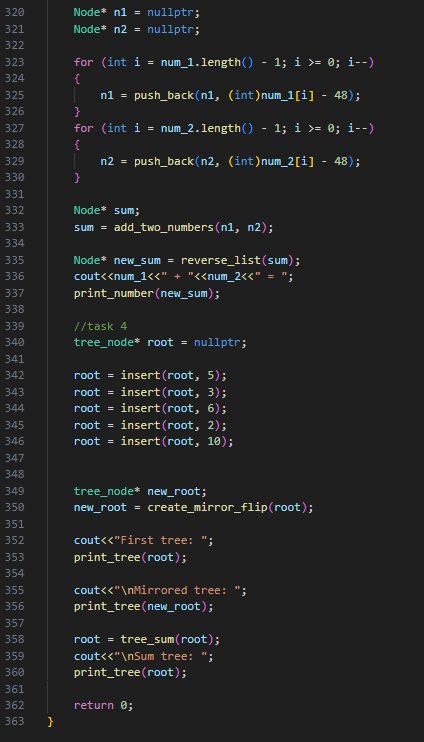 320 Node* n1 = nullptr;
321 Node* n2 = nullptr;
322
323 for (int i = num_1.length() - 1; i >= 0; i--)
324 {
325 n1 = push_back(n1, (int)num_1[i] - 48);
326 }
327 for (int i = num_2.length() - 1; i >= 0; i--)
328 {
329 n2 = push_back(n2, (int)num_2[i] - 48);
330 }
331
332 Node* sum;
333 sum = add_two_numbers(n1, n2);
334
335 Node* new_sum = reverse_list(sum);
336 cout<<num_1<<" + "<<num_2<<" = ";
337 print_number(new_sum);
338
339 //task 4
340 tree_node* root = nullptr;
341
342 root = insert(root, 5);
343 root = insert(root, 3);
344 root = insert(root, 6);
345 root = insert(root, 2);
346 root = insert(root, 10);
347
348
349 tree_node* new_root;
350 new_root = create_mirror_flip(root);
351
352 cout<<"First tree: ";
353 print_tree(root);
354
355 cout<<"\nMirrored tree: ";
356 print_tree(new_root);
357
358 root = tree_sum(root);
359 cout<<"\nSum tree: ";
360 print_tree(root);
361
362 return 0;
363 }